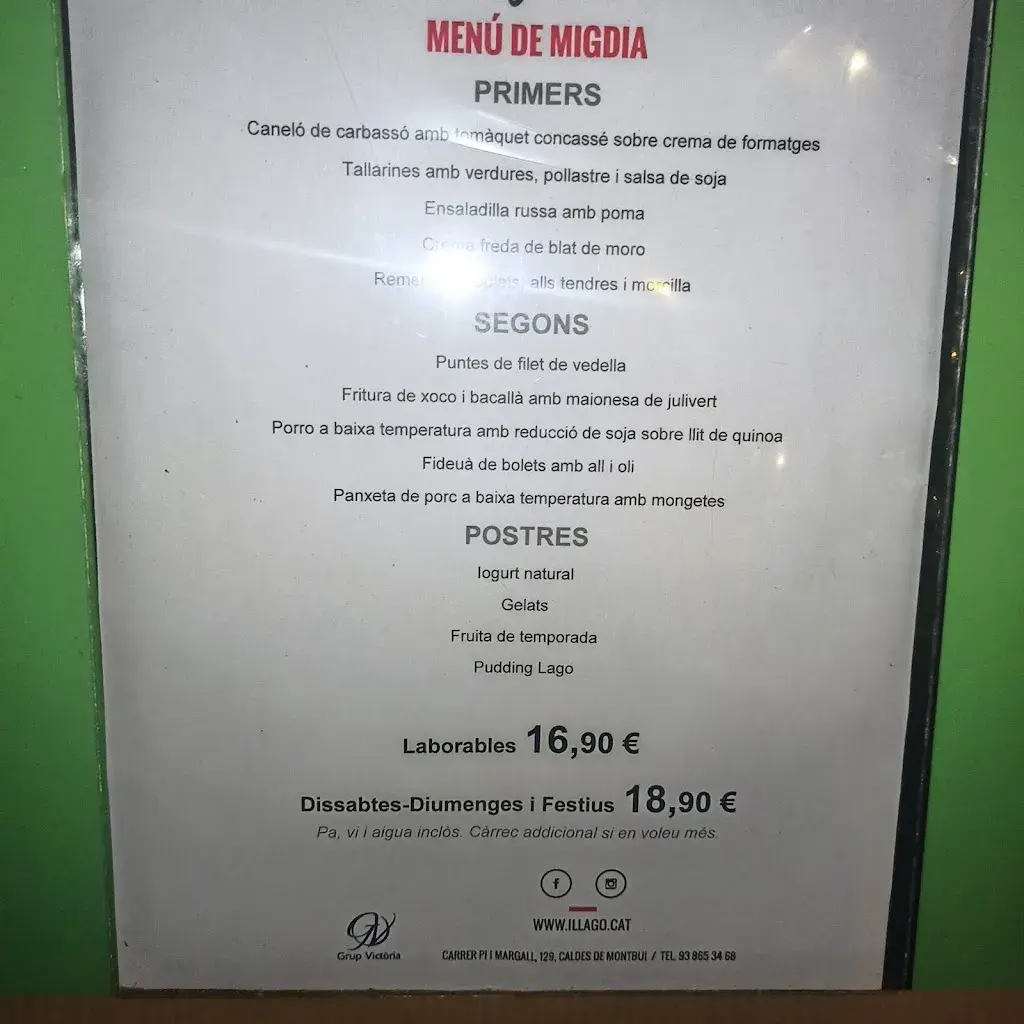 MENÚ DE MIGDIA
PRIMERS
Caneló de carbassó amb tomàquet concassé sobre crema de formatges
Tallarines amb verdures, pollastre i salsa de soja
Ensaladilla russa amb poma
Crema freda de blat de moro
alls tendres i morcilla
SEGONS
Puntes de filet de vedella
Fritura de xoco i bacallà amb maionesa de julivert
Porro a baixa temperatura amb reducció de soja sobre llit de quinoa
Fideuà de bolets amb all i oli
Panxeta de porc a baixa temperatura amb mongetes
POSTRES
Iogurt natural
Gelats
Fruita de temporada
Pudding Lago
Laborables 16,90 €
Dissabtes-Diumenges i Festius 18,90 €
Pa, vi i aigua inclòs. Càrrec addicional si en voleu més.
WWW.ILLAGO.CAT
Grup Victòria
CARRER PI I MARGALL, 129, CALDES DE MONTBUI / TEL. 93 865 34 68